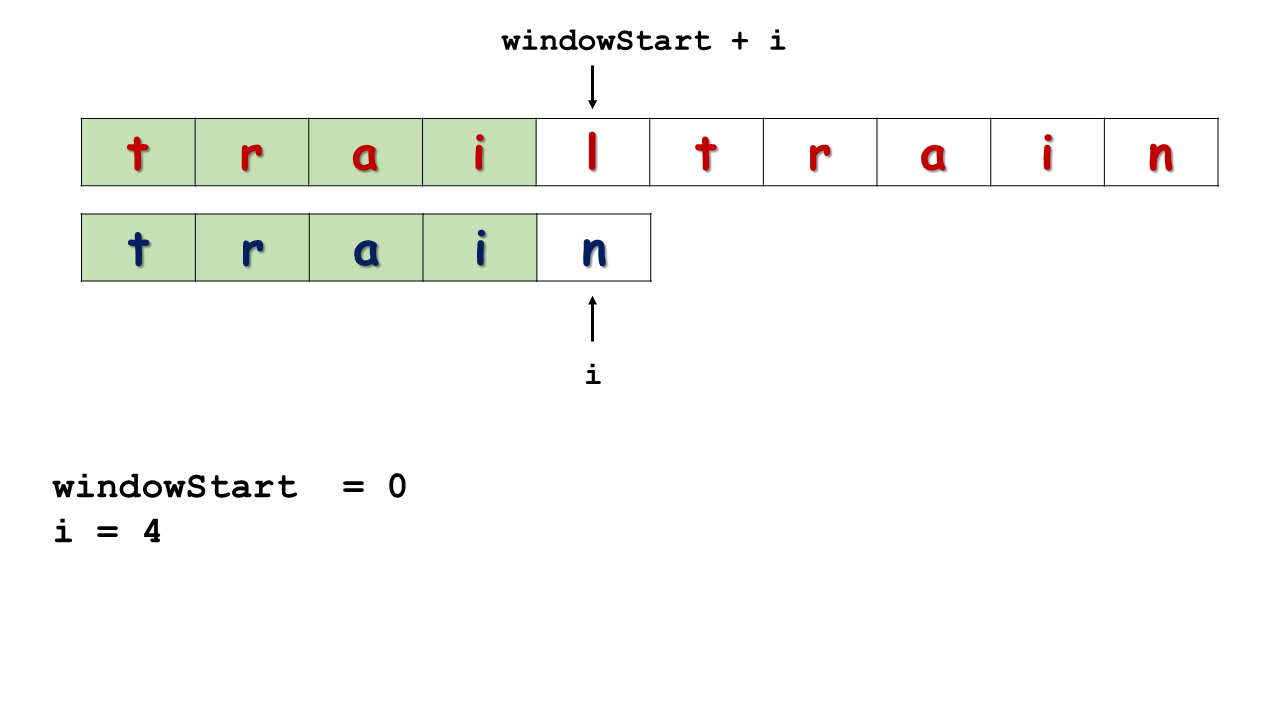 windowStart + i
t r a i l t r a i n
t r a i n
i
windowStart = 0
i = 4